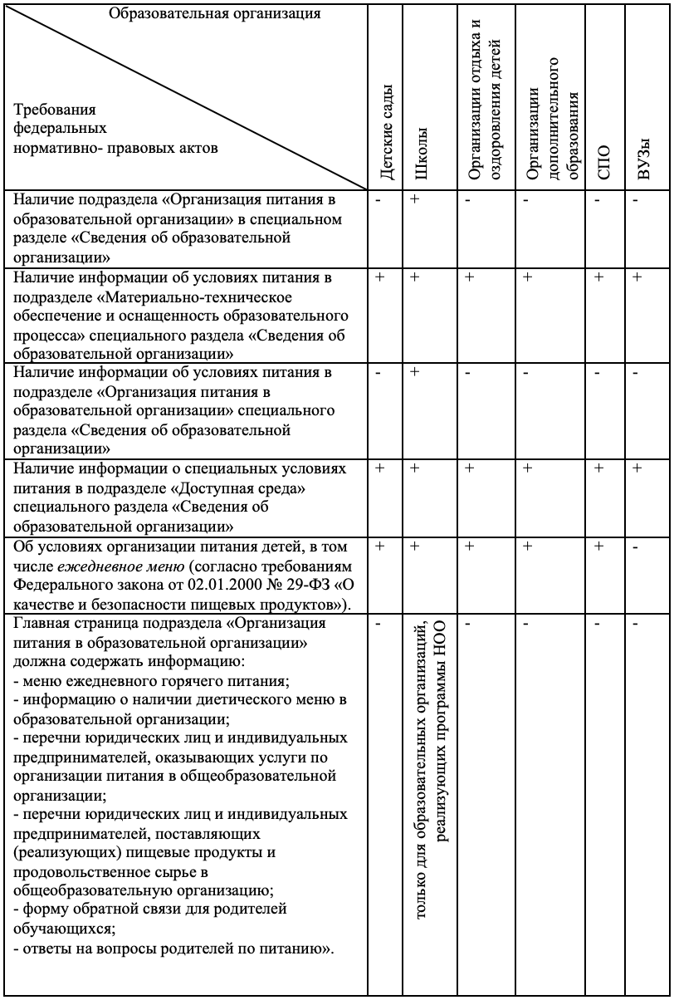 Образовательная организация
Требования
федеральных
нормативно- правовых актов
Детские сады
Школы
Организации отдыха и
оздоровления детей
Организации
дополнительного
образования
СПО
ВУЗы
Наличие подраздела «Организация питания в
образовательной организации» в специальном
разделе «Сведения об образовательной
организации»
- + - - - -
Наличие информации об условиях питания в
подразделе «Материально-техническое
обеспечение и оснащенность образовательного
процесса» специального раздела «Сведения об
образовательной организации»
+ + + + + +
Наличие информации об условиях питания в
подразделе «Организация питания в
образовательной организации» специального
раздела «Сведения об образовательной
организации»
- + - - - -
Наличие информации о специальных условиях
питания в подразделе «Доступная среда»
специального раздела «Сведения об
образовательной организации»
+ + + + + +
Об условиях организации питания детей, в том
числе ежедневное меню (согласно требованиям
Федерального закона от 02.01.2000 № 29-ФЗ «О
качестве и безопасности пищевых продуктов»).
+ + + + + -
Главная страница подраздела «Организация
питания в образовательной организации»
должна содержать информацию:
- меню ежедневного горячего питания;
- информацию о наличии диетического меню в
образовательной организации;
- перечни юридических лиц и индивидуальных
предпринимателей, оказывающих услуги по
организации питания в общеобразовательной
организации;
- перечни юридических лиц и индивидуальных
предпринимателей, поставляющих
(реализующих) пищевые продукты и
продовольственное сырье в
общеобразовательную организацию;
- форму обратной связи для родителей
обучающихся;
- ответы на вопросы родителей по питанию».
-
только для образовательных организаций,
реализующих программы НОО
- - - -